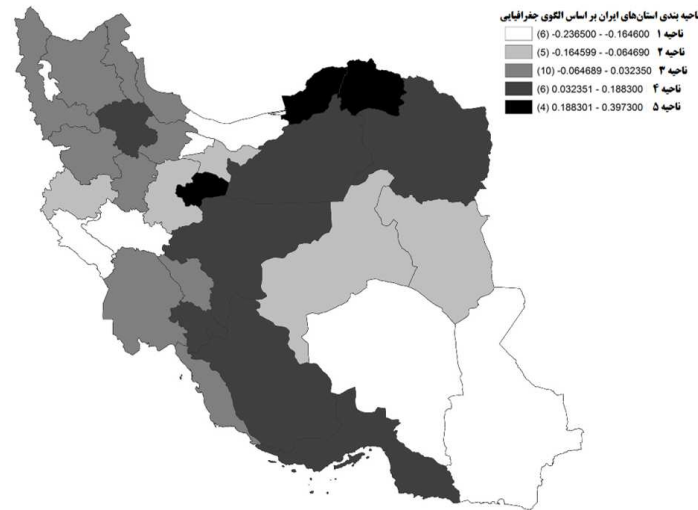 ناحیه بندی استان‌های ایران بر اساس الگوی جغرافیایی
ناحیه ۱ -0.236500 - -0.164600 (6)
ناحیه ۲ -0.164599 - -0.064690 (5)
ناحیه ۳ -0.064689 - 0.032350 (10)
ناحیه ۴ 0.032351 - 0.188300 (6)
ناحیه ۵ 0.188301 - 0.397300 (4)